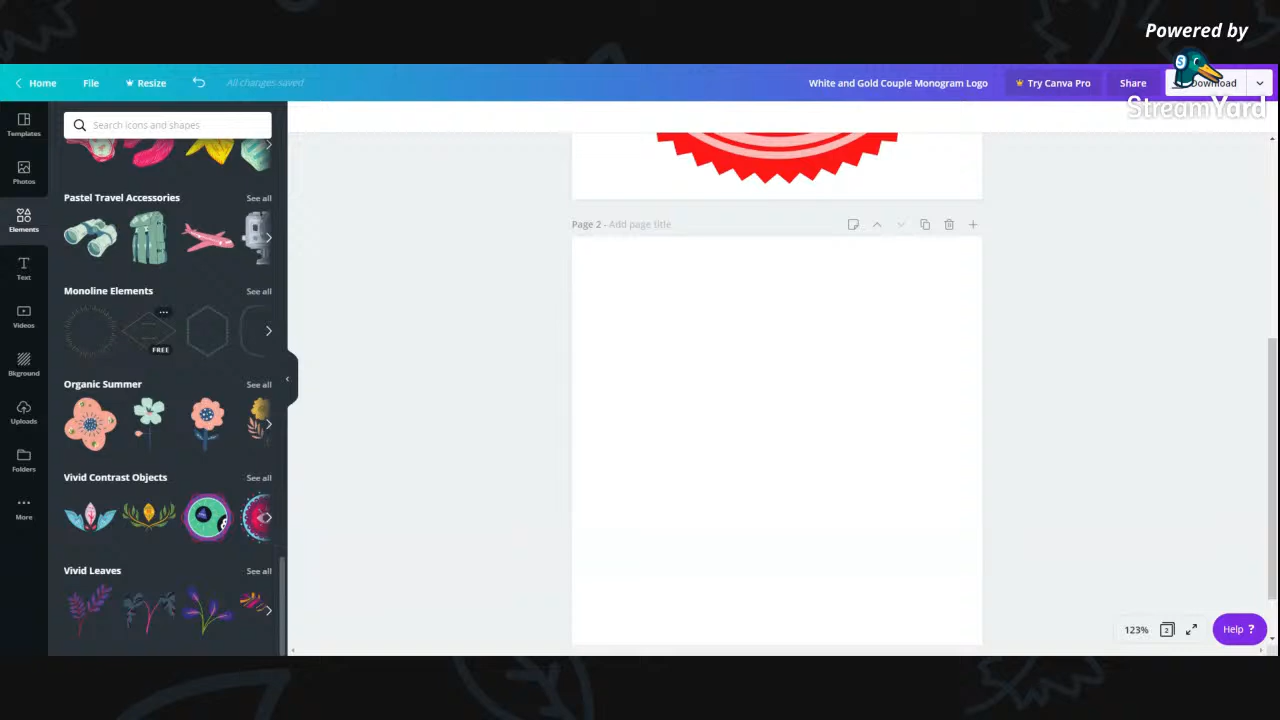 Powered by
StreamYard
Home File Resize All changes saved White and Gold Couple Monogram Logo Try Canva Pro Share Download
Templates
Photos
Elements
Text
Videos
Bkground
Uploads
Folders
More
Search icons and shapes
Pastel Travel Accessories See all
Monoline Elements See all
FREE
Organic Summer See all
Vivid Contrast Objects See all
Vivid Leaves See all
Page 2 - Add page title
123% 2 Help ?